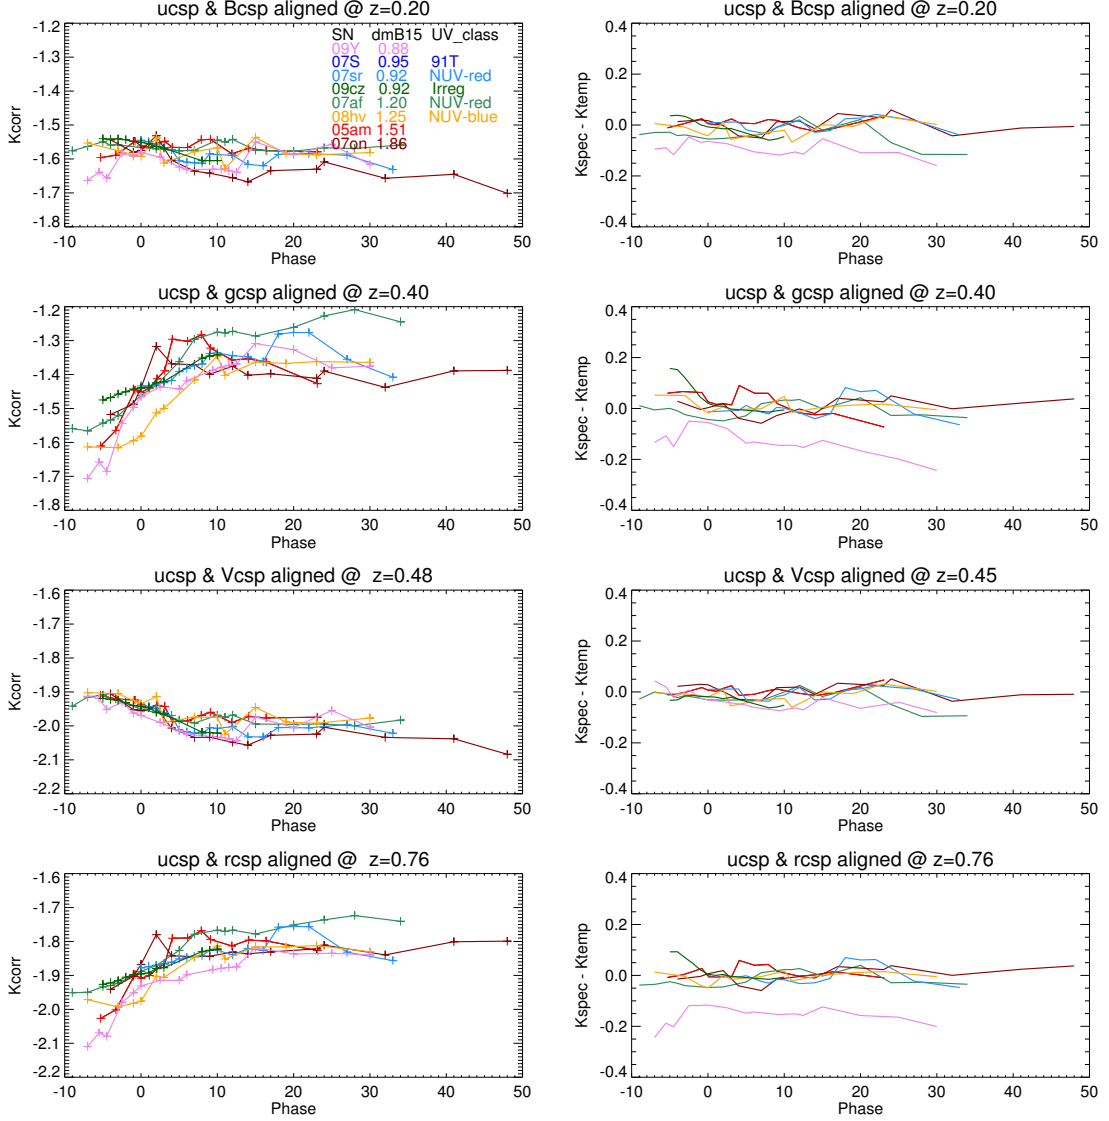 ucsp & Bcsp aligned @ z=0.20
Kcorr
-1.2
-1.3
-1.4
-1.5
-1.6
-1.7
-1.8
SN dmB15 UV_class
09Y 0.88
07S 0.95 91T
07sr 0.92 NUV-red
09cz 0.92 Irreg
07af 1.20 NUV-red
08hv 1.25 NUV-blue
05am 1.51
07on 1.86
-10 0 10 20 30 40 50
Phase
ucsp & Bcsp aligned @ z=0.20
Kspec - Ktemp
0.4
0.2
0.0
-0.2
-0.4
-10 0 10 20 30 40 50
Phase
ucsp & gcsp aligned @ z=0.40
Kcorr
-1.2
-1.3
-1.4
-1.5
-1.6
-1.7
-1.8
-10 0 10 20 30 40 50
Phase
ucsp & gcsp aligned @ z=0.40
Kspec - Ktemp
0.4
0.2
0.0
-0.2
-0.4
-10 0 10 20 30 40 50
Phase
ucsp & Vcsp aligned @ z=0.48
Kcorr
-1.6
-1.7
-1.8
-1.9
-2.0
-2.1
-2.2
-10 0 10 20 30 40 50
Phase
ucsp & Vcsp aligned @ z=0.45
Kspec - Ktemp
0.4
0.2
0.0
-0.2
-0.4
-10 0 10 20 30 40 50
Phase
ucsp & rcsp aligned @ z=0.76
Kcorr
-1.6
-1.7
-1.8
-1.9
-2.0
-2.1
-2.2
-10 0 10 20 30 40 50
Phase
ucsp & rcsp aligned @ z=0.76
Kspec - Ktemp
0.4
0.2
0.0
-0.2
-0.4
-10 0 10 20 30 40 50
Phase